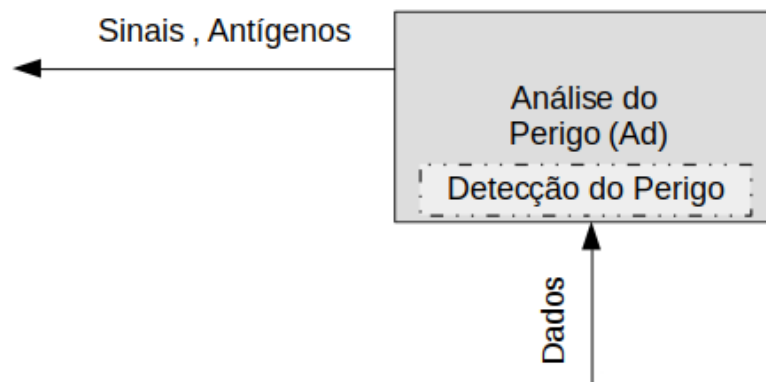 Sinais , Antígenos
Análise do
Perigo (Ad)
Detecção do Perigo
Dados